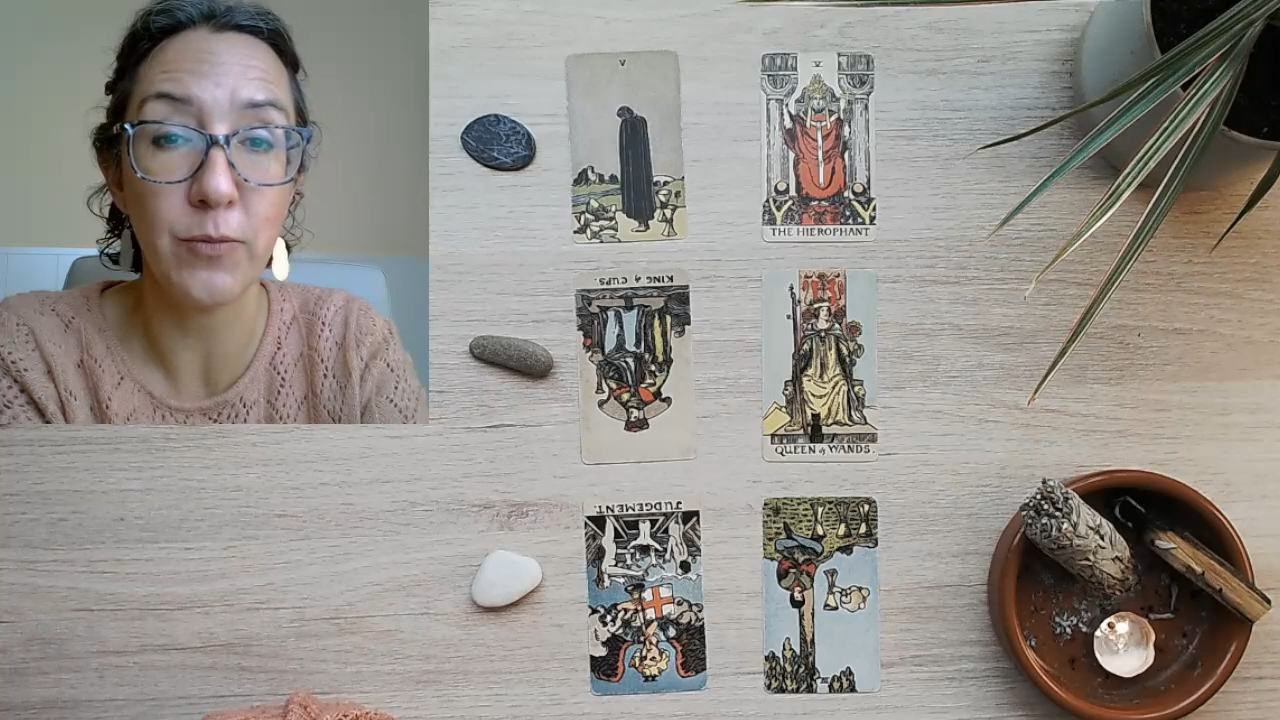 V
V
THE HIEROPHANT
KING of CUPS.
QUEEN of WANDS.
JUDGEMENT.